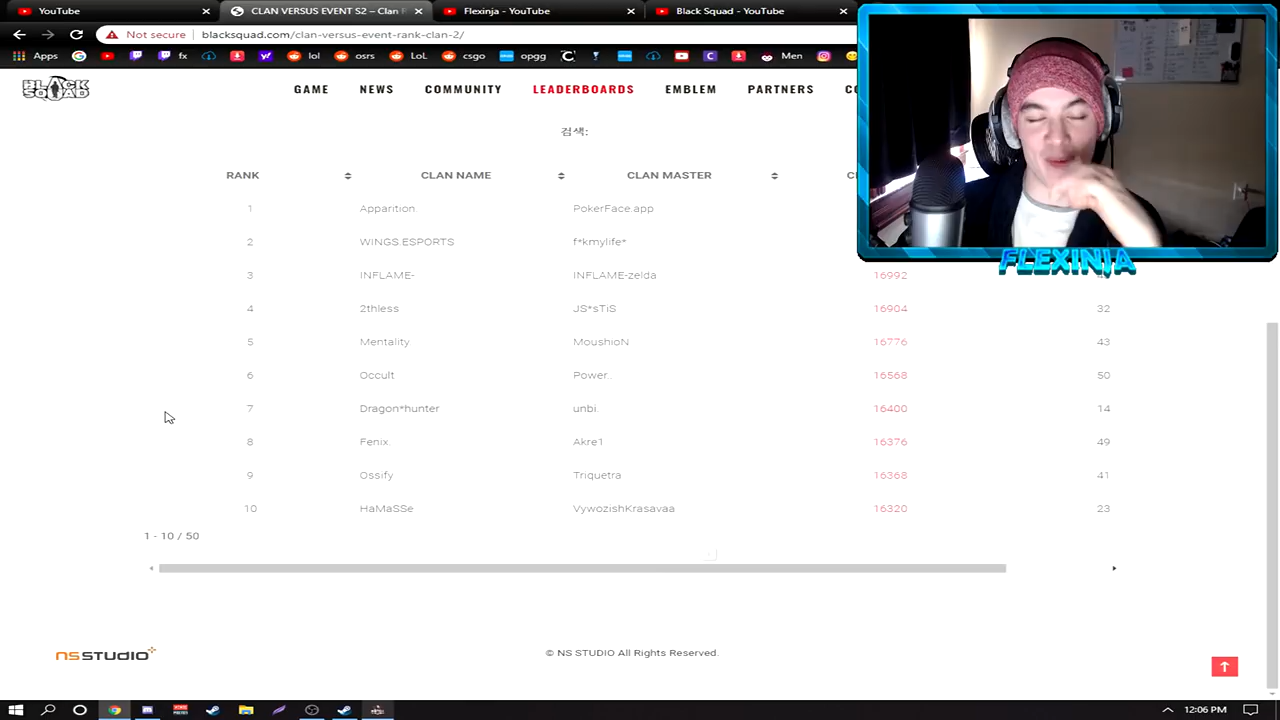 YouTube × CLAN VERSUS EVENT S2 – Clan R × Flexinja - YouTube × Black Squad - YouTube ×
Not secure | blacksquad.com/clan-versus-event-rank-clan-2/
Apps fx lol osrs LoL csgo opgg Men
BLACK SQUAD
GAME NEWS COMMUNITY LEADERBOARDS EMBLEM PARTNERS CO
검색:
RANK CLAN NAME CLAN MASTER CL
1 Apparition. PokerFace.app
2 WINGS.ESPORTS f*kmylife*
FLEXINJA
3 INFLAME- INFLAME-zelda 16992
4 2thless JS*sTiS 16904 32
5 Mentality MoushioN 16776 43
6 Occult Power.. 16568 50
7 Dragon*hunter unbi. 16400 14
8 Fenix. Akre1 16376 49
9 Ossify Triquetra 16368 41
10 HaMaSSe VywozishKrasavaa 16320 23
1 - 10 / 50
nsstudio
© NS STUDIO All Rights Reserved.
12:06 PM